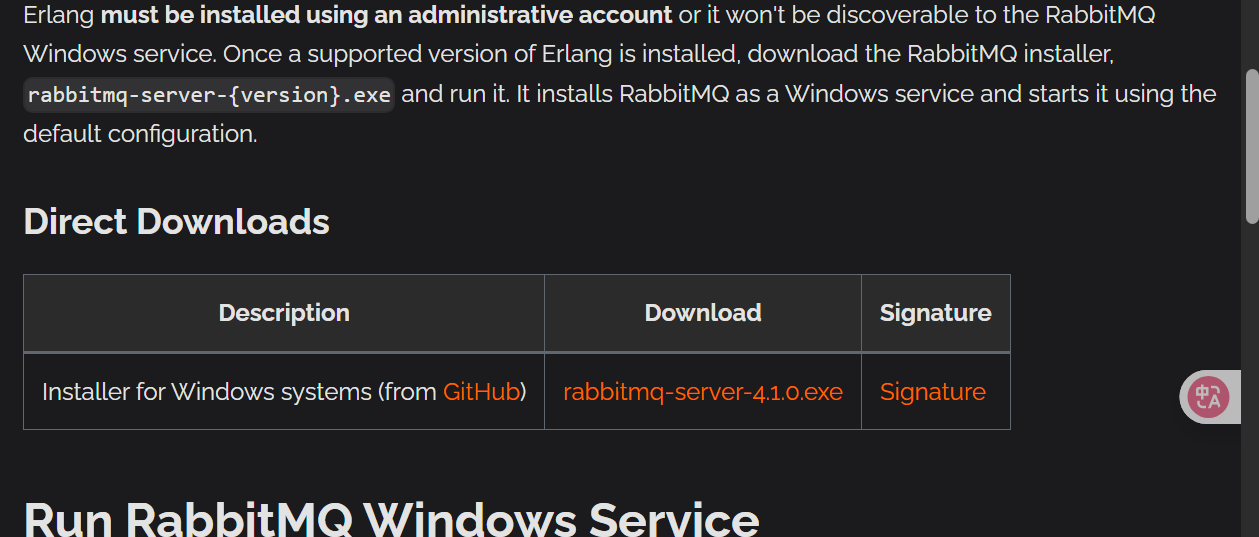 Erlang must be installed using an administrative account or it won't be discoverable to the RabbitMQ
Windows service. Once a supported version of Erlang is installed, download the RabbitMQ installer,
rabbitmq-server-{version}.exe and run it. It installs RabbitMQ as a Windows service and starts it using the
default configuration.
Direct Downloads
Description Download Signature
Installer for Windows systems (from GitHub) rabbitmq-server-4.1.0.exe Signature
中A
Run RabbitMQ Windows Service